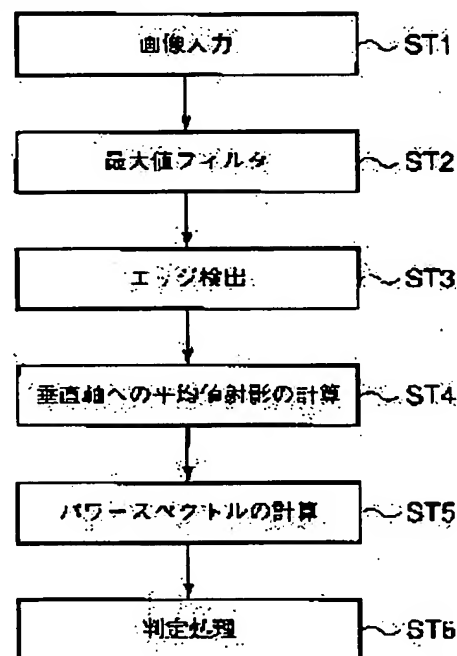 画像入力 ST1
最大値フィルタ ST2
エッジ検出 ST3
垂直軸への平均値射影の計算 ST4
パワースペクトルの計算 ST5
判定処理 ST6